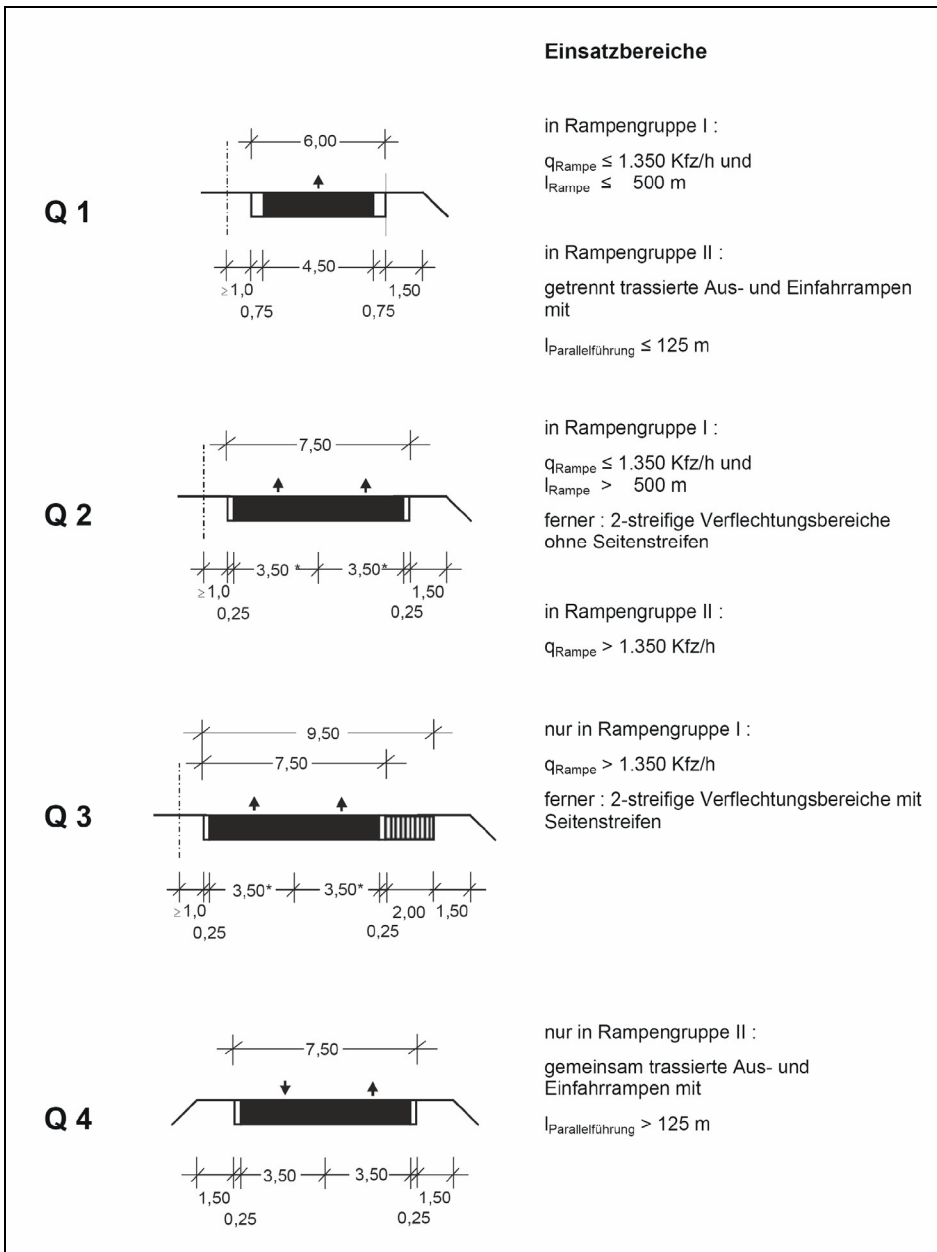 Einsatzbereiche
Q 1
6,00
4,50
≥1,0
1,50
0,75
0,75
in Rampengruppe I :
qRampe ≤ 1.350 Kfz/h und
lRampe ≤ 500 m
in Rampengruppe II :
getrennt trassierte Aus- und Einfahrrampen
mit
lParallelführung ≤ 125 m
Q 2
7,50
3,50 *
3,50*
≥1,0
1,50
0,25
0,25
in Rampengruppe I :
qRampe ≤ 1.350 Kfz/h und
lRampe > 500 m
ferner : 2-streifige Verflechtungsbereiche
ohne Seitenstreifen
in Rampengruppe II :
qRampe > 1.350 Kfz/h
Q 3
9,50
7,50
3,50*
3,50*
≥1,0
2,00
1,50
0,25
0,25
nur in Rampengruppe I :
qRampe > 1.350 Kfz/h
ferner : 2-streifige Verflechtungsbereiche mit
Seitenstreifen
Q 4
7,50
3,50
3,50
1,50
1,50
0,25
0,25
nur in Rampengruppe II :
gemeinsam trassierte Aus- und
Einfahrrampen mit
lParallelführung > 125 m